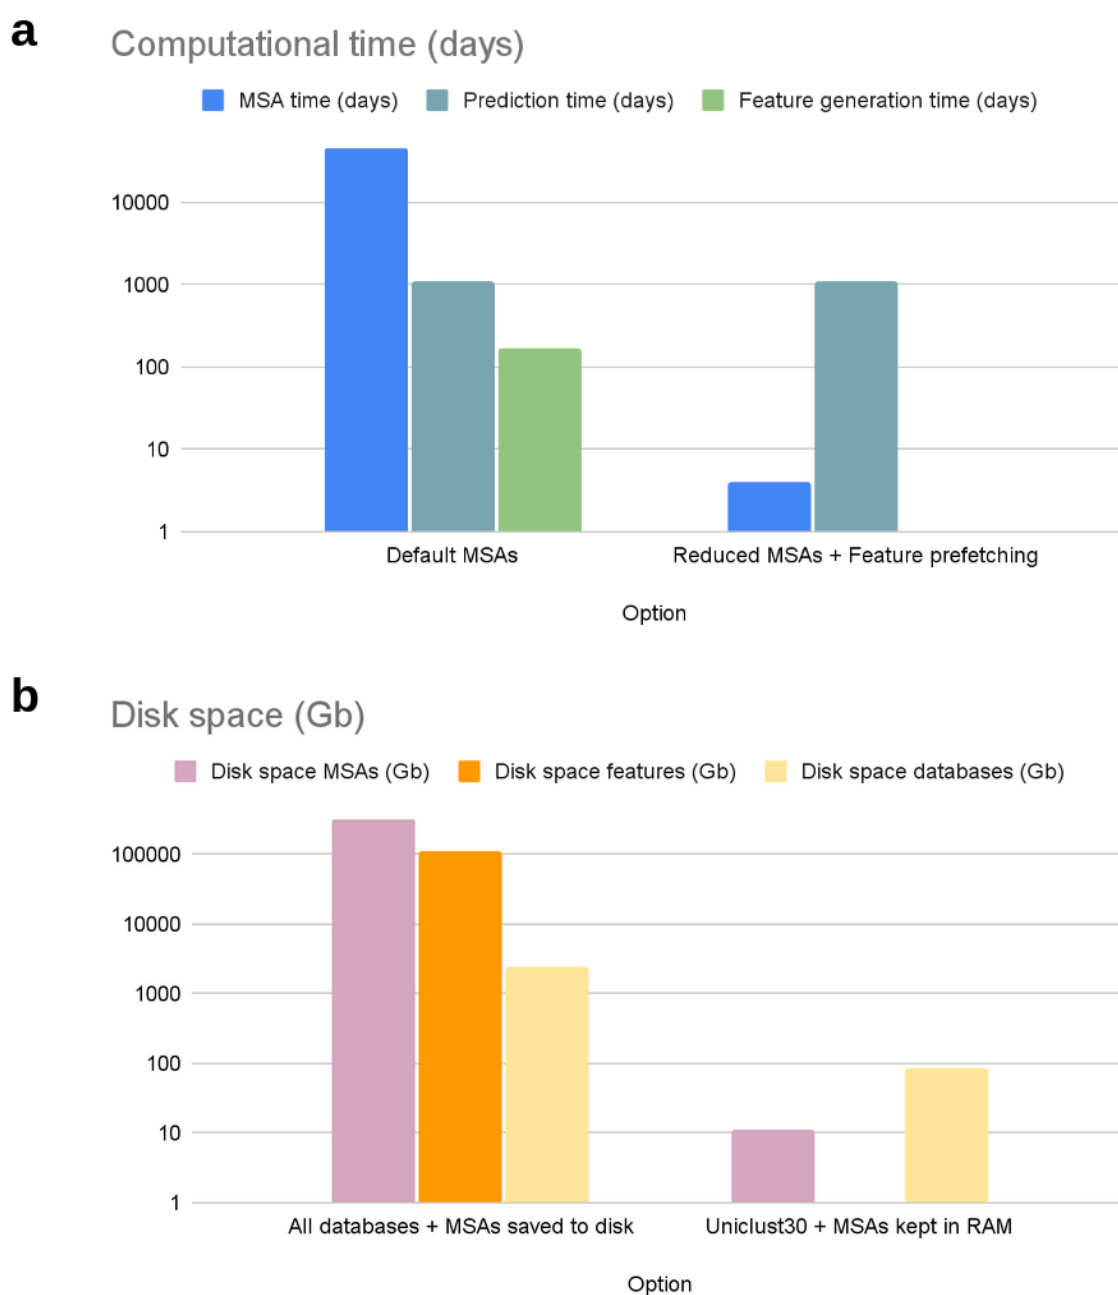 a
Computational time (days)
MSA time (days) Prediction time (days) Feature generation time (days)
10000
1000
100
10
1
Default MSAs Reduced MSAs + Feature prefetching
Option
b
Disk space (Gb)
Disk space MSAs (Gb) Disk space features (Gb) Disk space databases (Gb)
100000
10000
1000
100
10
1
All databases + MSAs saved to disk Uniclust30 + MSAs kept in RAM
Option